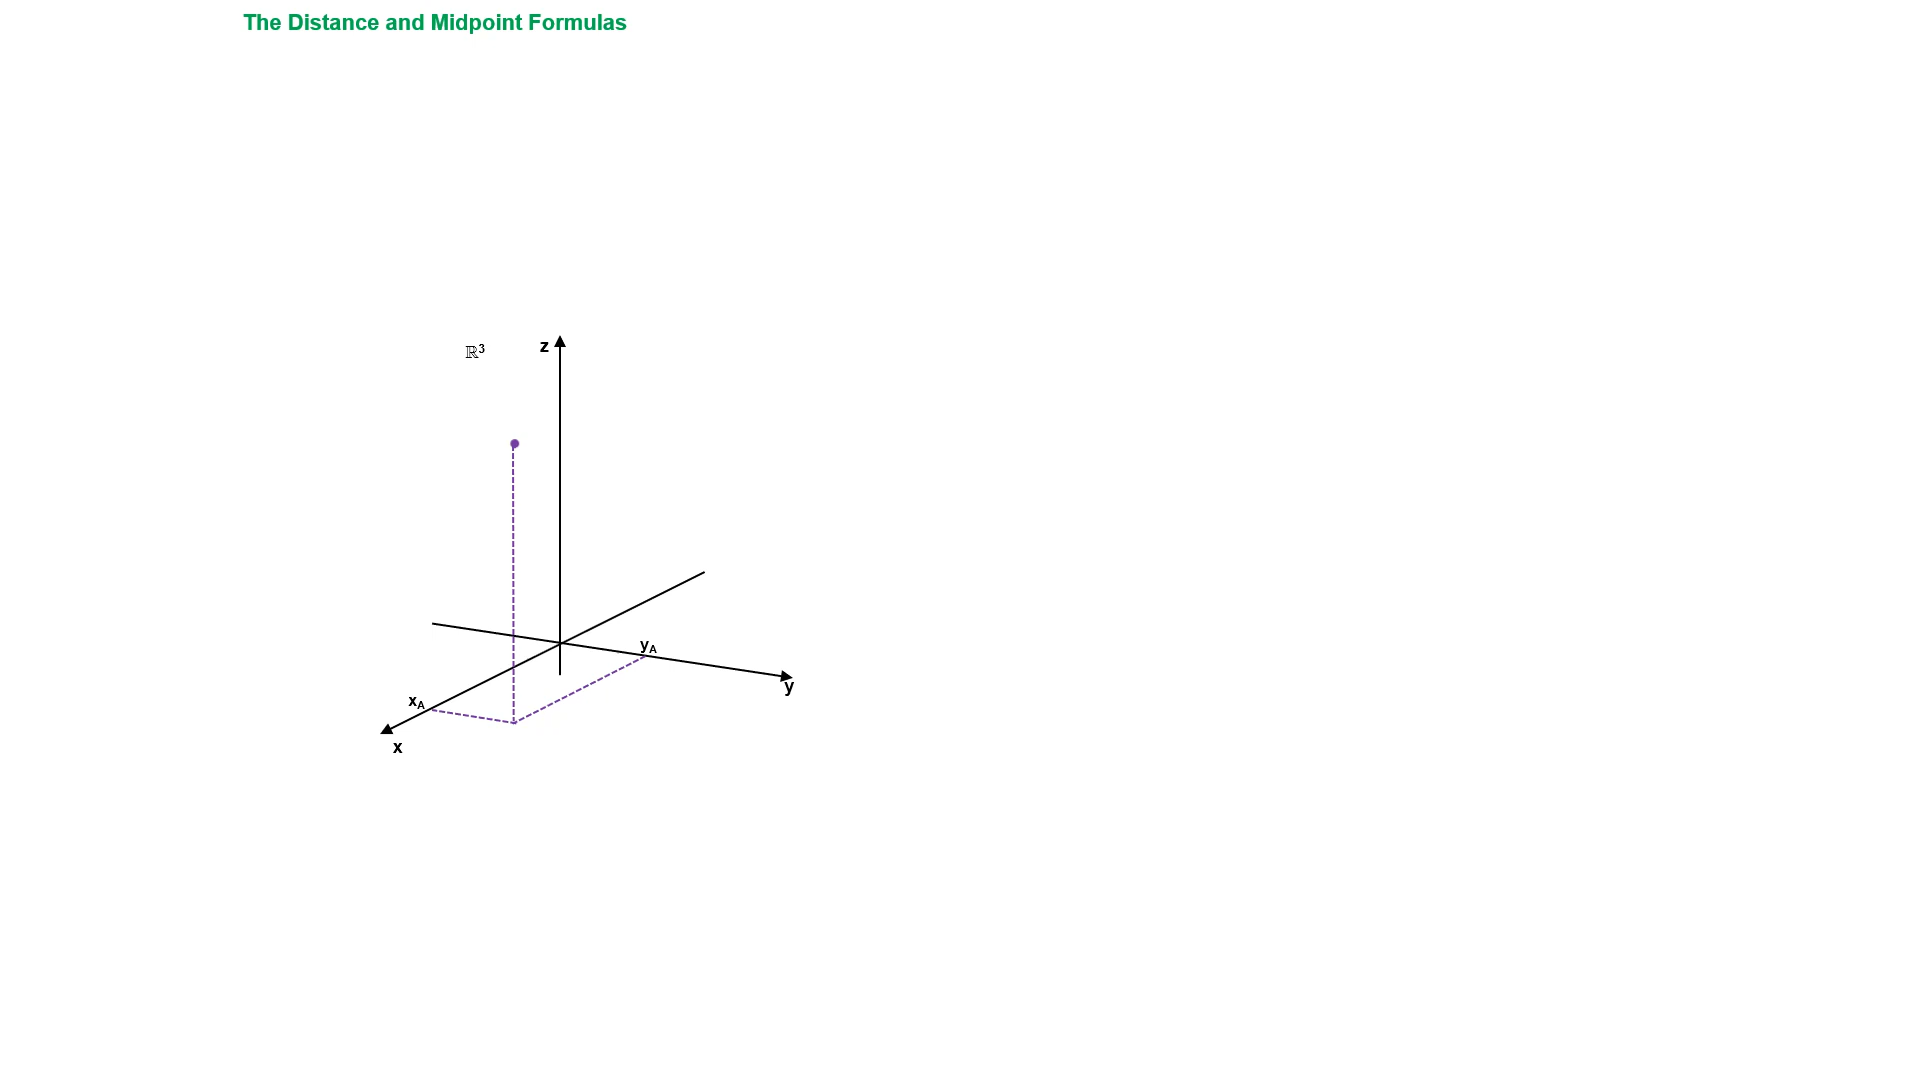 The Distance and Midpoint Formulas
ℝ³
z
y_A
y
x_A
x